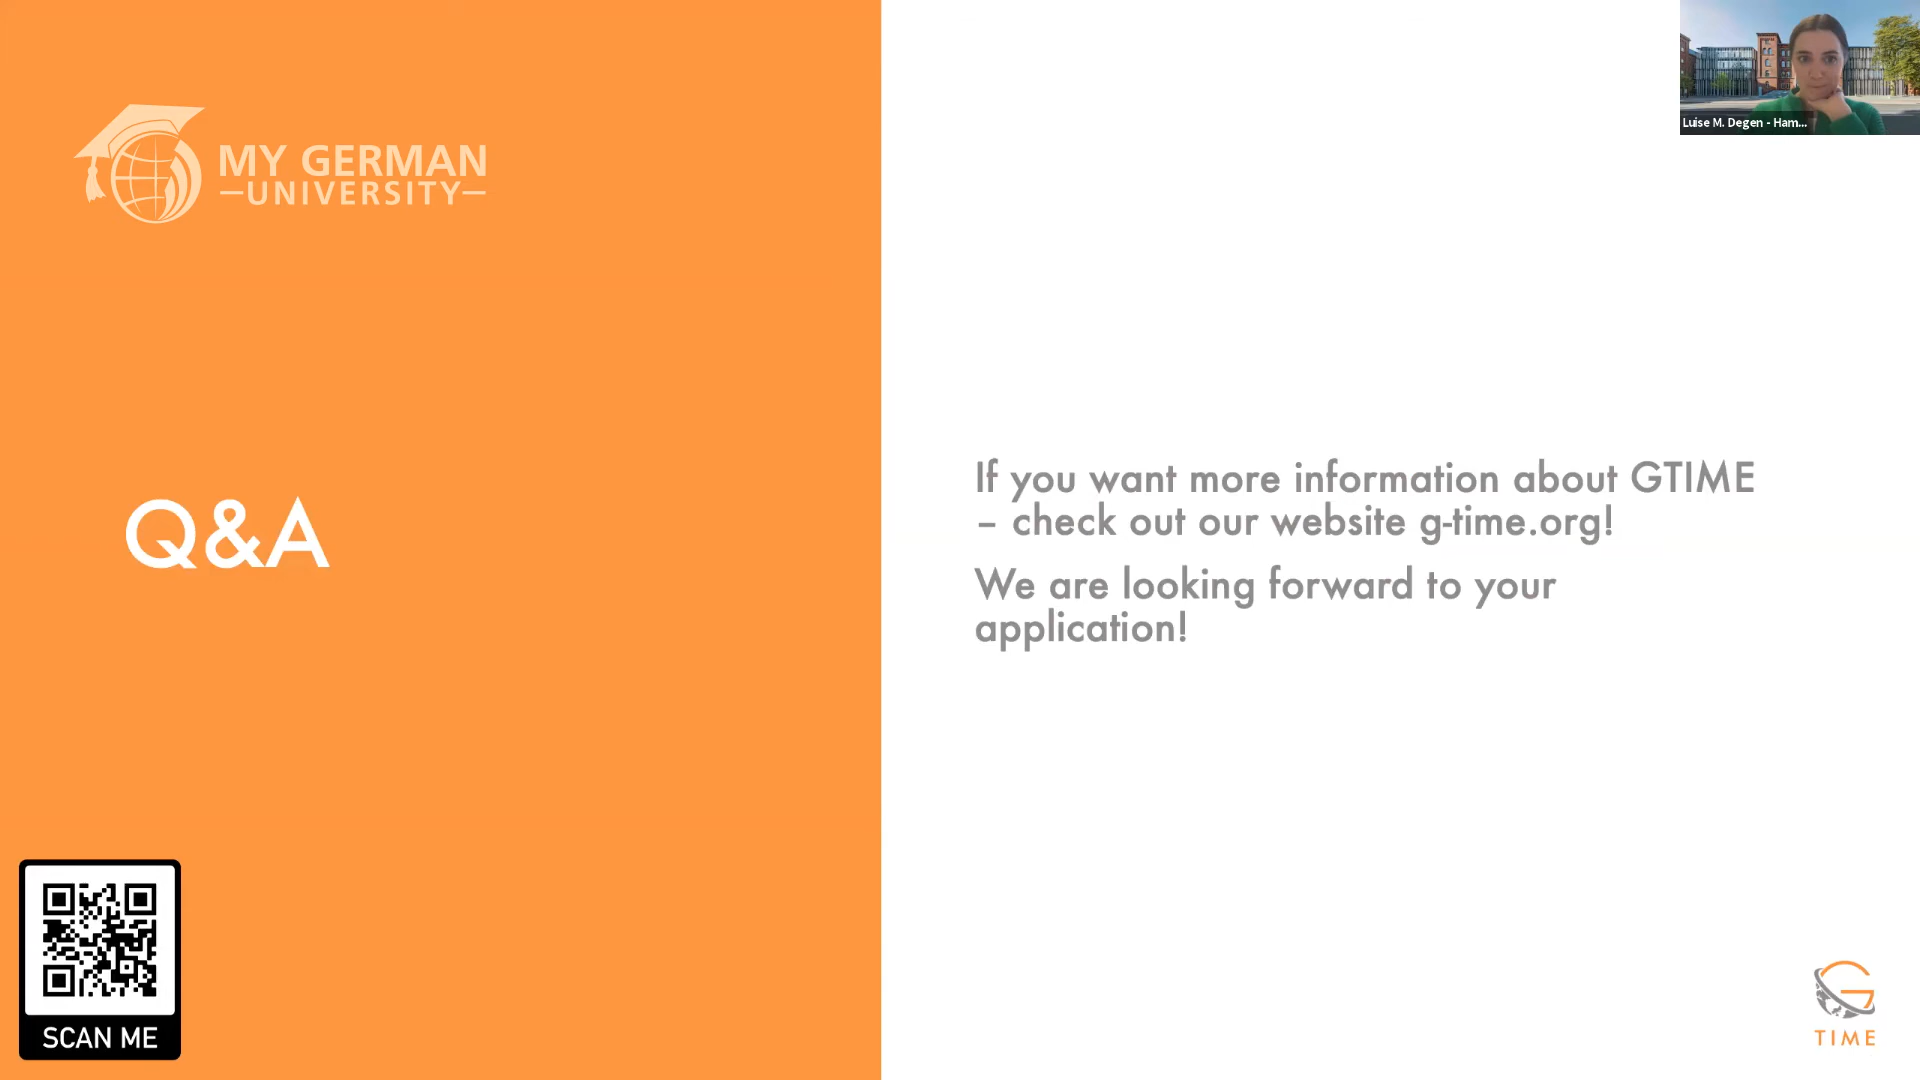 MY GERMAN
UNIVERSITY
Luise M. Degen - Ham...
Q&A
If you want more information about GTIME
– check out our website g-time.org!
We are looking forward to your
application!
SCAN ME
G
TIME